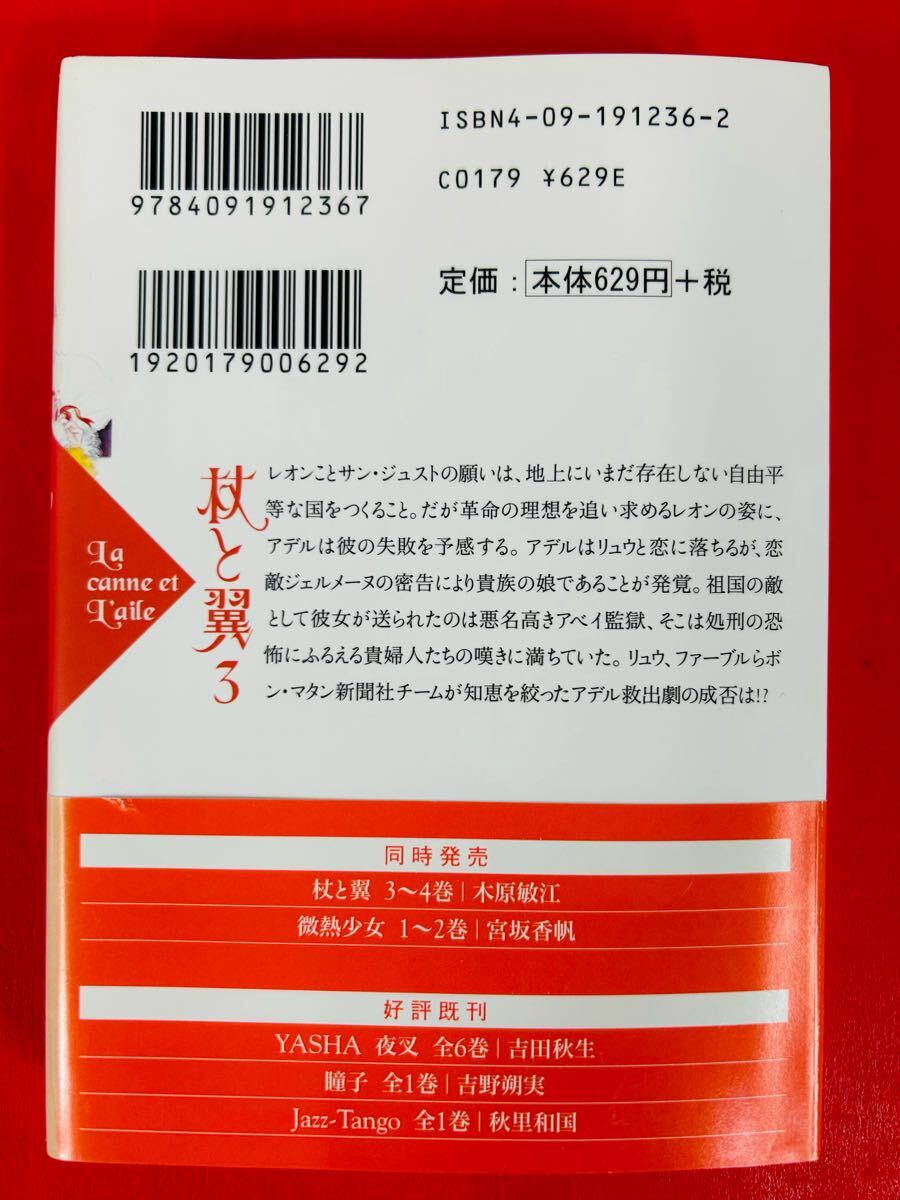 ISBN4-09-191236-2
9784091912367
C0179 ¥629E
定価：本体629円+税
1920179006292
杖と翼 3
La
canne et
L'aile
レオンことサン・ジュストの願いは、地上にいまだ存在しない自由平
等な国をつくること。だが革命の理想を追い求めるレオンの姿に、
アデルは彼の失敗を予感する。アデルはリュウと恋に落ちるが、恋
敵ジェルメーヌの密告により貴族の娘であることが発覚。祖国の敵
として彼女が送られたのは悪名高きアベイ監獄、そこは処刑の恐
怖にふるえる貴婦人たちの嘆きに満ちていた。リュウ、ファーブルらボ
ン・マタン新聞社チームが知恵を絞ったアデル救出劇の成否は!?
同時発売
杖と翼 3〜4巻|木原敏江
微熱少女 1〜2巻|宮坂香帆
好評既刊
YASHA 夜叉 全6巻|吉田秋生
瞳子 全1巻|吉野朔実
Jazz-Tango 全1巻|秋里和国